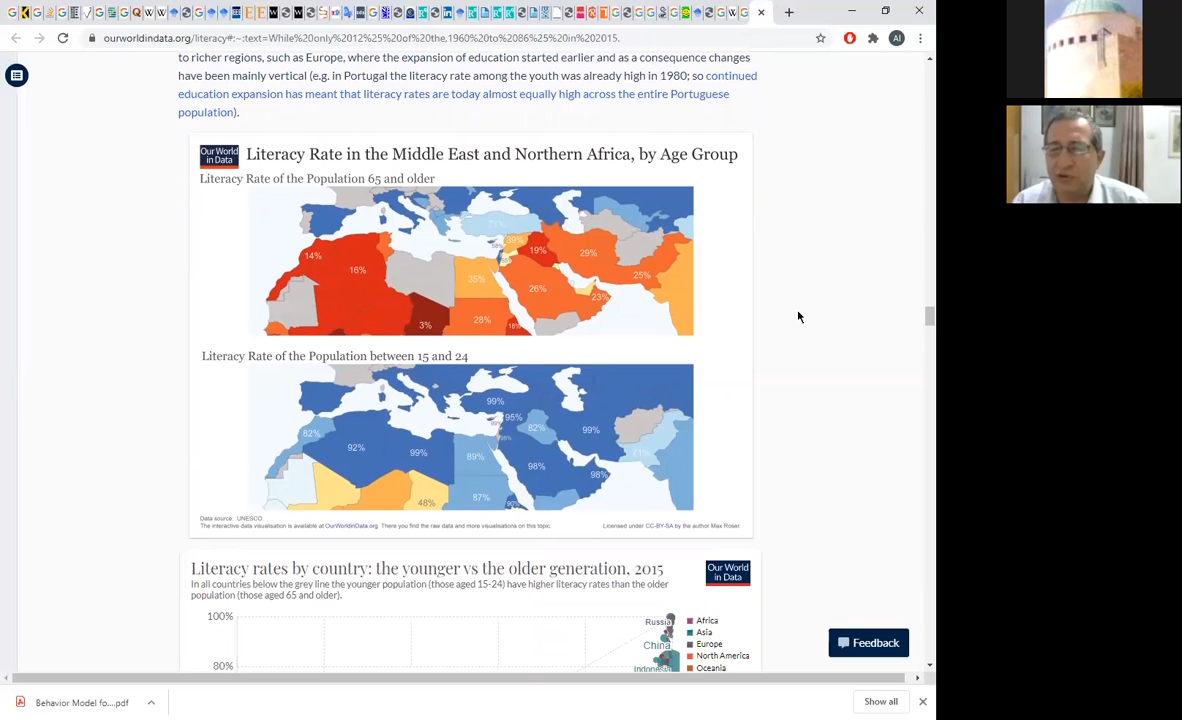 ourworldindata.org/literacy#:~:text=While%20only%2012%25%20of%20the,1960%20to%2086%25%20in%202015.
AI
to richer regions, such as Europe, where the expansion of education started earlier and as a consequence changes
have been mainly vertical (e.g. in Portugal the literacy rate among the youth was already high in 1980; so continued
education expansion has meant that literacy rates are today almost equally high across the entire Portuguese
population).
Our World
in Data
Literacy Rate in the Middle East and Northern Africa, by Age Group
Literacy Rate of the Population 65 and older
71%
39%
14%
19%
29%
16%
25%
35%
26%
23%
28%
3%
18%
Literacy Rate of the Population between 15 and 24
99%
95%
82%
82%
99%
92%
99%
71%
89%
98%
98%
87%
48%
90%
Data source: UNESCO.
The interactive data visualisation is available at OurWorldinData.org. There you find the raw data and more visualisations on this topic.
Licensed under CC-BY-SA by the author Max Roser.
Literacy rates by country: the younger vs the older generation, 2015
Our World
in Data
In all countries below the grey line the younger population (those aged 15-24) have higher literacy rates than the older
population (those aged 65 and older).
100%
Russia
Africa
Asia
China
Europe
North America
80%
Indonesia
Oceania
Feedback
Behavior Model fo....pdf
Show all